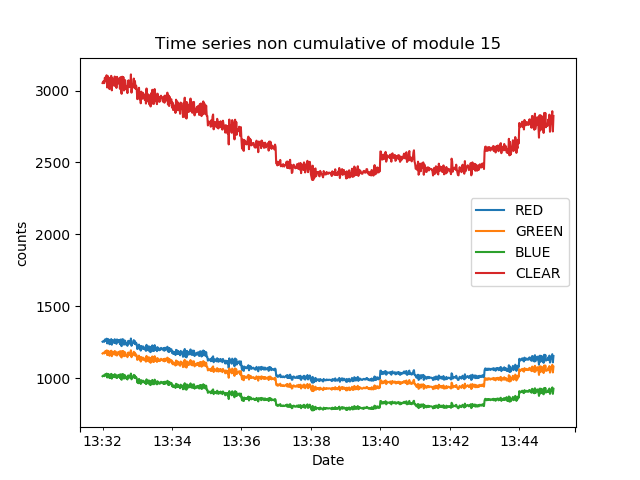 Time series non cumulative of module 15
3000
2500
2000
1500
1000
counts
RED
GREEN
BLUE
CLEAR
13:32 13:34 13:36 13:38 13:40 13:42 13:44
Date